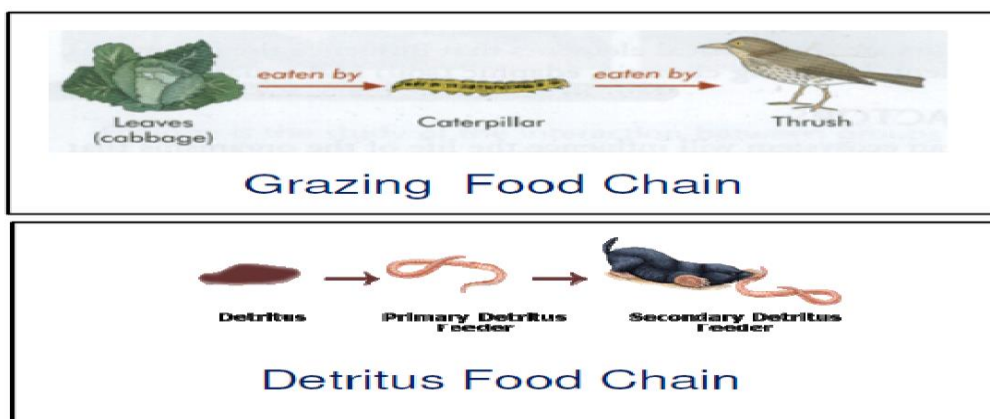 eaten by eaten by
Leaves Caterpillar Thrush
(cabbage)
Grazing Food Chain
Detritus Primary Detritus Secondary Detritus
Feeder Feeder
Detritus Food Chain